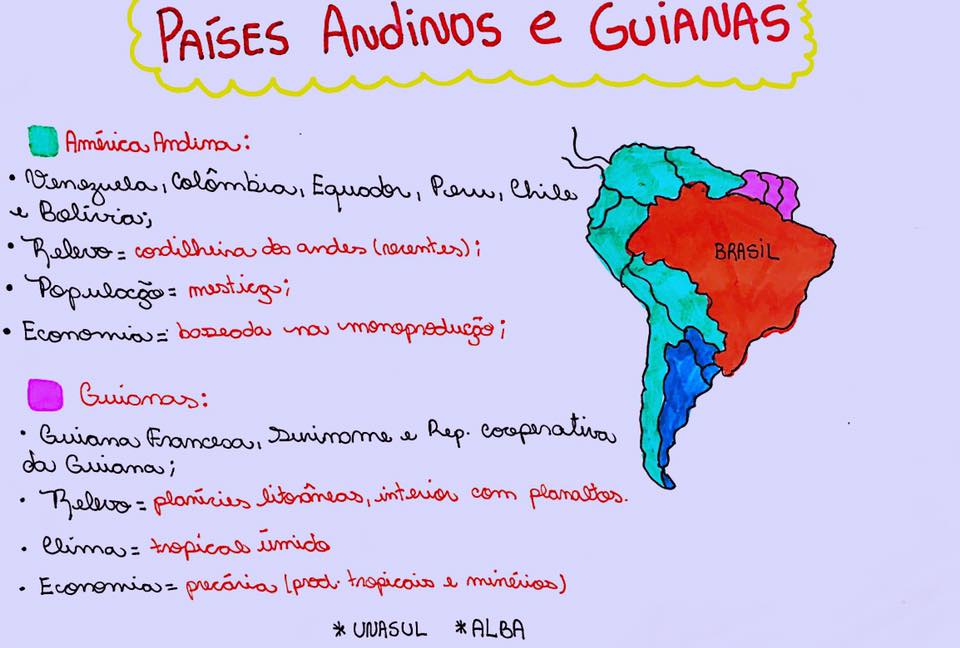 PAÍSES ANDINOS E GUIANAS
América Andina:
• Venezuela, Colômbia, Equador, Peru, Chile
e Bolívia;
• Relevo = cordilheira dos andes (recentes);
• População = mestiça;
• Economia = baseada na monoprodução;
BRASIL
Guianas:
• Guiana Francesa, Suriname e Rep. cooperativa
da Guiana;
• Relevo = planícies litorâneas, interior com planaltos.
• Clima = tropical úmido
• Economia = precária (prod. tropicais e minérios)
* UNASUL * ALBA